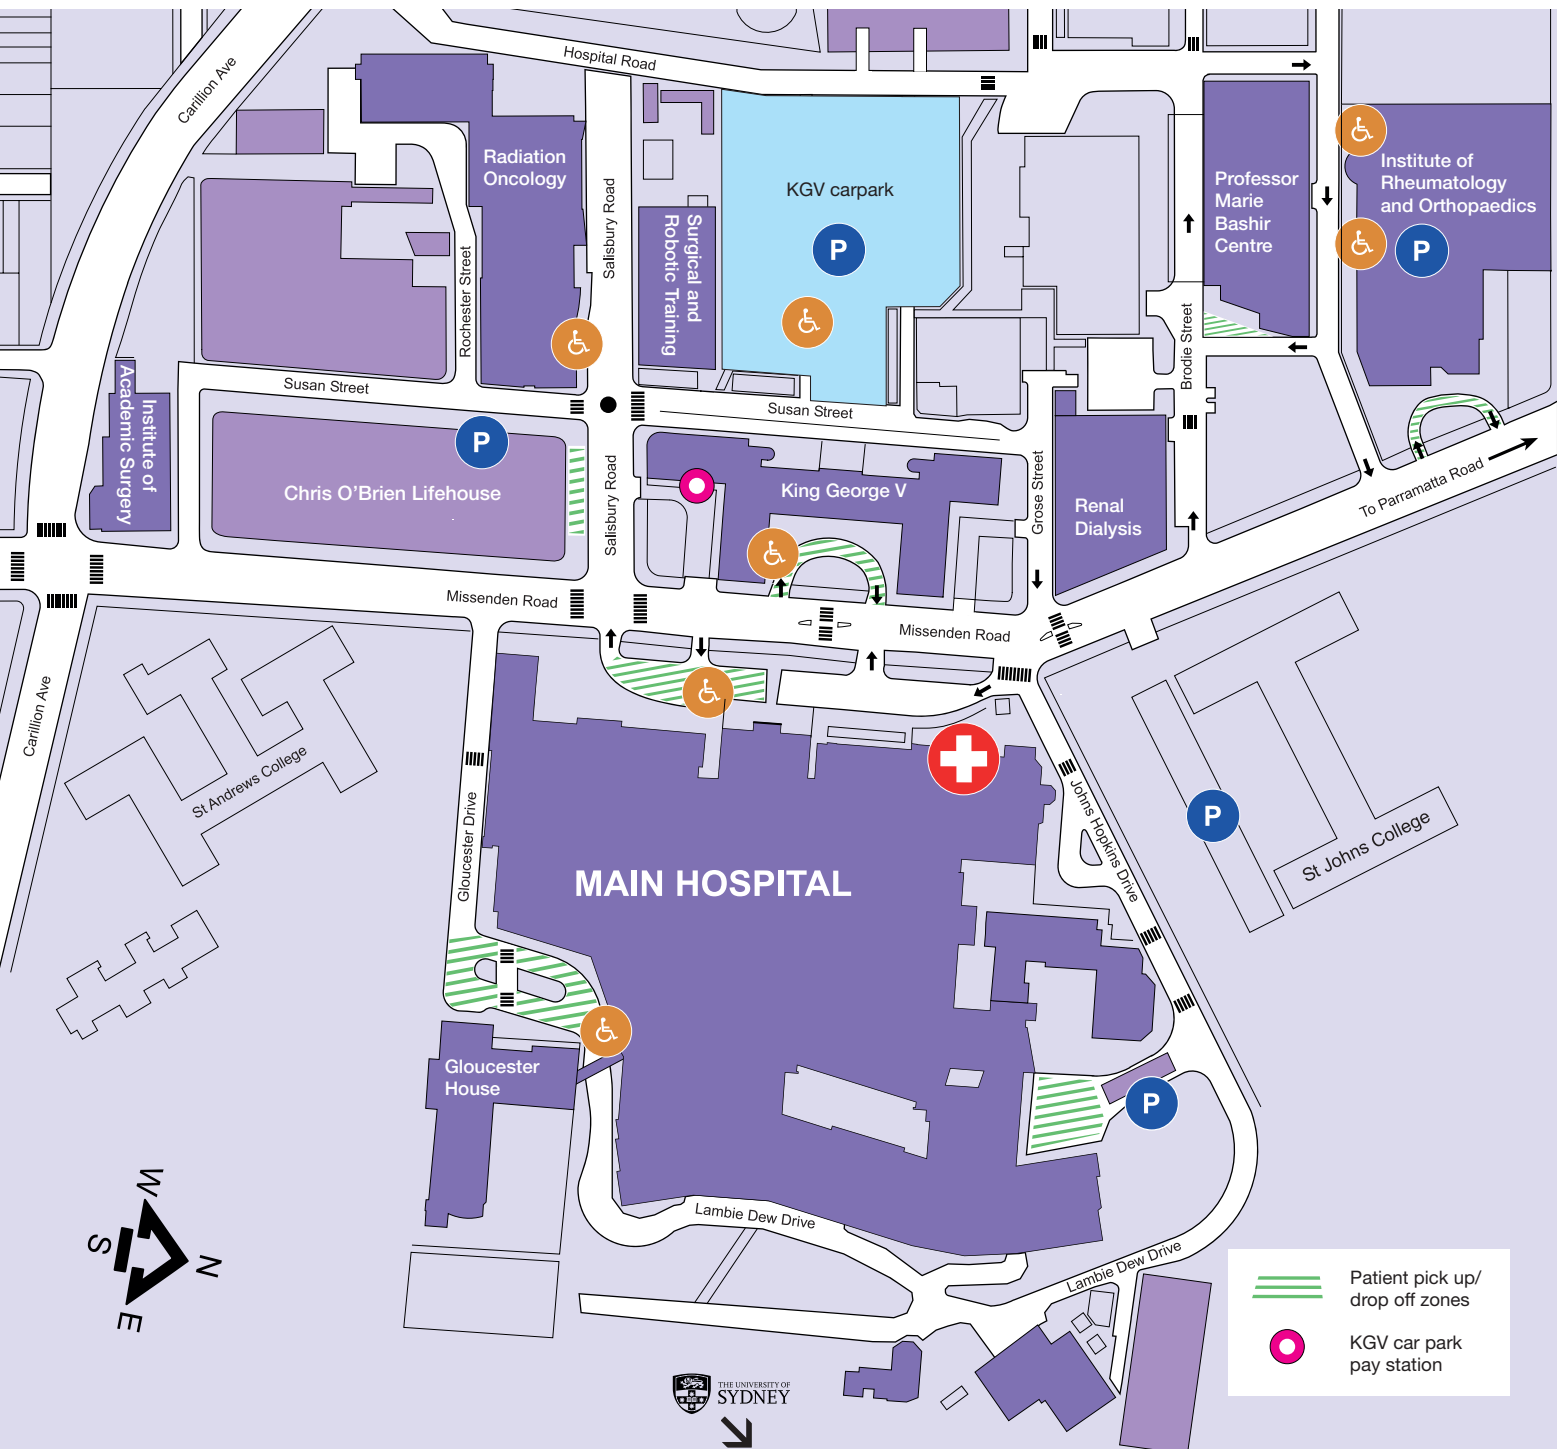 Hospital Road
Carillion Ave
Radiation
Oncology
Salisbury Road
Surgical and
Robotic Training
KGV carpark
P
Professor
Marie
Bashir
Centre
Institute of
Rheumatology
and Orthopaedics
P
Rochester Street
Brodie Street
Susan Street
Susan Street
Institute of
Academic Surgery
P
Chris O'Brien Lifehouse
Salisbury Road
King George V
Grose Street
Renal
Dialysis
To Parramatta Road
Missenden Road
Missenden Road
Carillion Ave
St Andrews College
Gloucester Drive
MAIN HOSPITAL
Johns Hopkins Drive
P
St Johns College
Gloucester
House
P
Lambie Dew Drive
Lambie Dew Drive
W
S
N
E
Patient pick up/
drop off zones
KGV car park
pay station
THE UNIVERSITY OF
SYDNEY